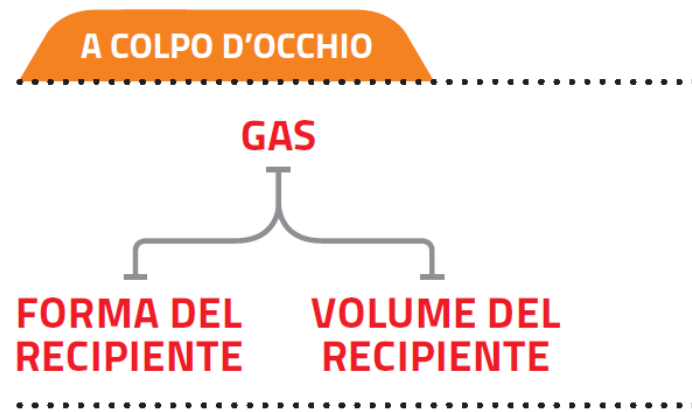 A COLPO D’OCCHIO
GAS
FORMA DEL
RECIPIENTE
VOLUME DEL
RECIPIENTE